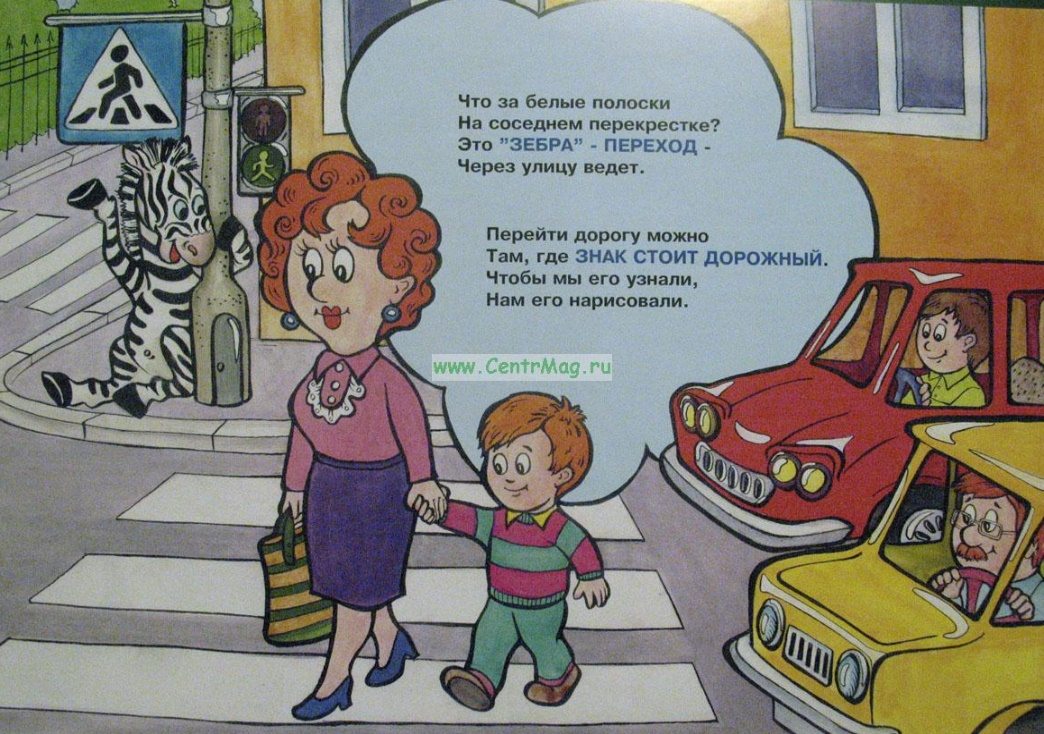 Что за белые полоски
На соседнем перекрестке?
Это "ЗЕБРА" - ПЕРЕХОД -
Через улицу ведет.
Перейти дорогу можно
Там, где ЗНАК СТОИТ ДОРОЖНЫЙ.
Чтобы мы его узнали,
Нам его нарисовали.
www.CentrMag.ru